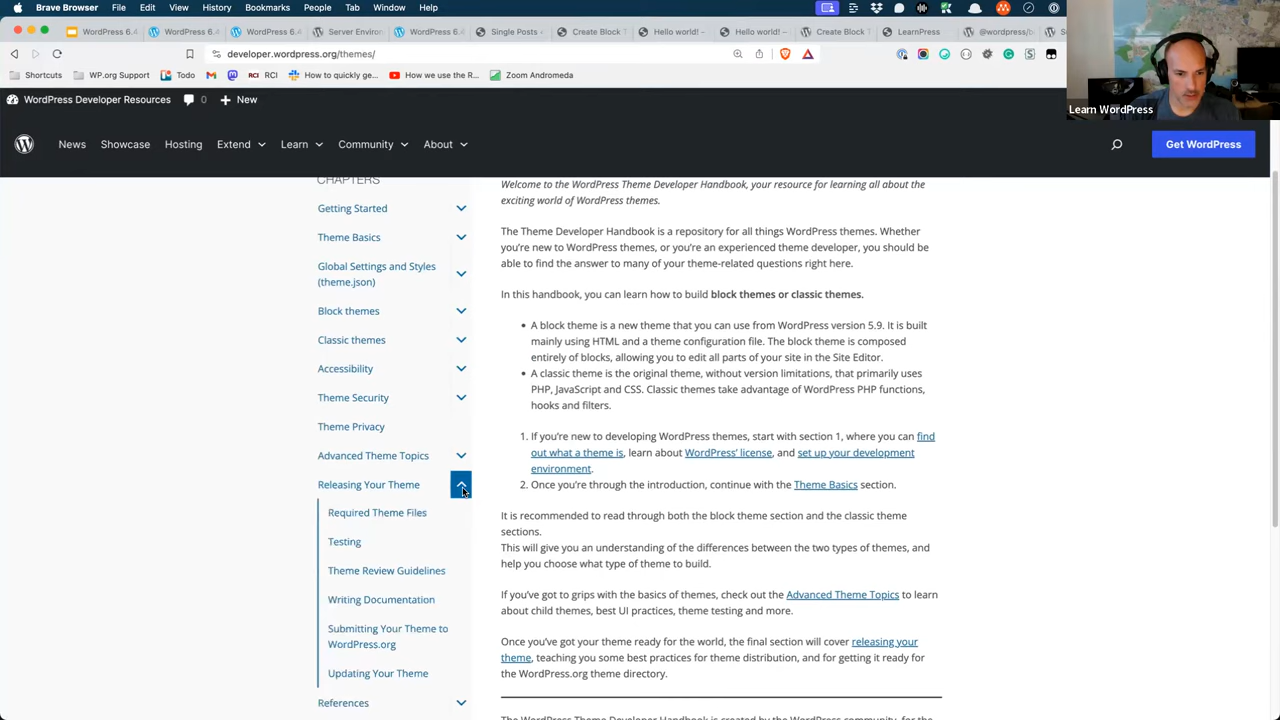 Brave Browser File Edit View History Bookmarks People Tab Window Help
WordPress 6.4 WordPress 6.4 WordPress 6. Server Environ WordPress 6.4 Single Posts Create Block T Hello world! – Hello world! – Create Block T LearnPress @wordpress/b
developer.wordpress.org/themes/
Shortcuts WP.org Support Todo RCI RCI How to quickly ge... How we use the R... Zoom Andromeda
Learn WordPress
WordPress Developer Resources 0 New
News Showcase Hosting Extend Learn Community About Get WordPress
CHAPTERS
Getting Started
Theme Basics
Global Settings and Styles
(theme.json)
Block themes
Classic themes
Accessibility
Theme Security
Theme Privacy
Advanced Theme Topics
Releasing Your Theme
Required Theme Files
Testing
Theme Review Guidelines
Writing Documentation
Submitting Your Theme to
WordPress.org
Updating Your Theme
References
Welcome to the WordPress Theme Developer Handbook, your resource for learning all about the
exciting world of WordPress themes.
The Theme Developer Handbook is a repository for all things WordPress themes. Whether
you're new to WordPress themes, or you're an experienced theme developer, you should be
able to find the answer to many of your theme-related questions right here.
In this handbook, you can learn how to build block themes or classic themes.
• A block theme is a new theme that you can use from WordPress version 5.9. It is built
mainly using HTML and a theme configuration file. The block theme is composed
entirely of blocks, allowing you to edit all parts of your site in the Site Editor.
• A classic theme is the original theme, without version limitations, that primarily uses
PHP, JavaScript and CSS. Classic themes take advantage of WordPress PHP functions,
hooks and filters.
1. If you're new to developing WordPress themes, start with section 1, where you can find
out what a theme is, learn about WordPress' license, and set up your development
environment.
2. Once you're through the introduction, continue with the Theme Basics section.
It is recommended to read through both the block theme section and the classic theme
sections.
This will give you an understanding of the differences between the two types of themes, and
help you choose what type of theme to build.
If you've got to grips with the basics of themes, check out the Advanced Theme Topics to learn
about child themes, best UI practices, theme testing and more.
Once you've got your theme ready for the world, the final section will cover releasing your
theme, teaching you some best practices for theme distribution, and for getting it ready for
the WordPress.org theme directory.
The WordPress Theme Developer Handbook is created by the WordPress community, for the